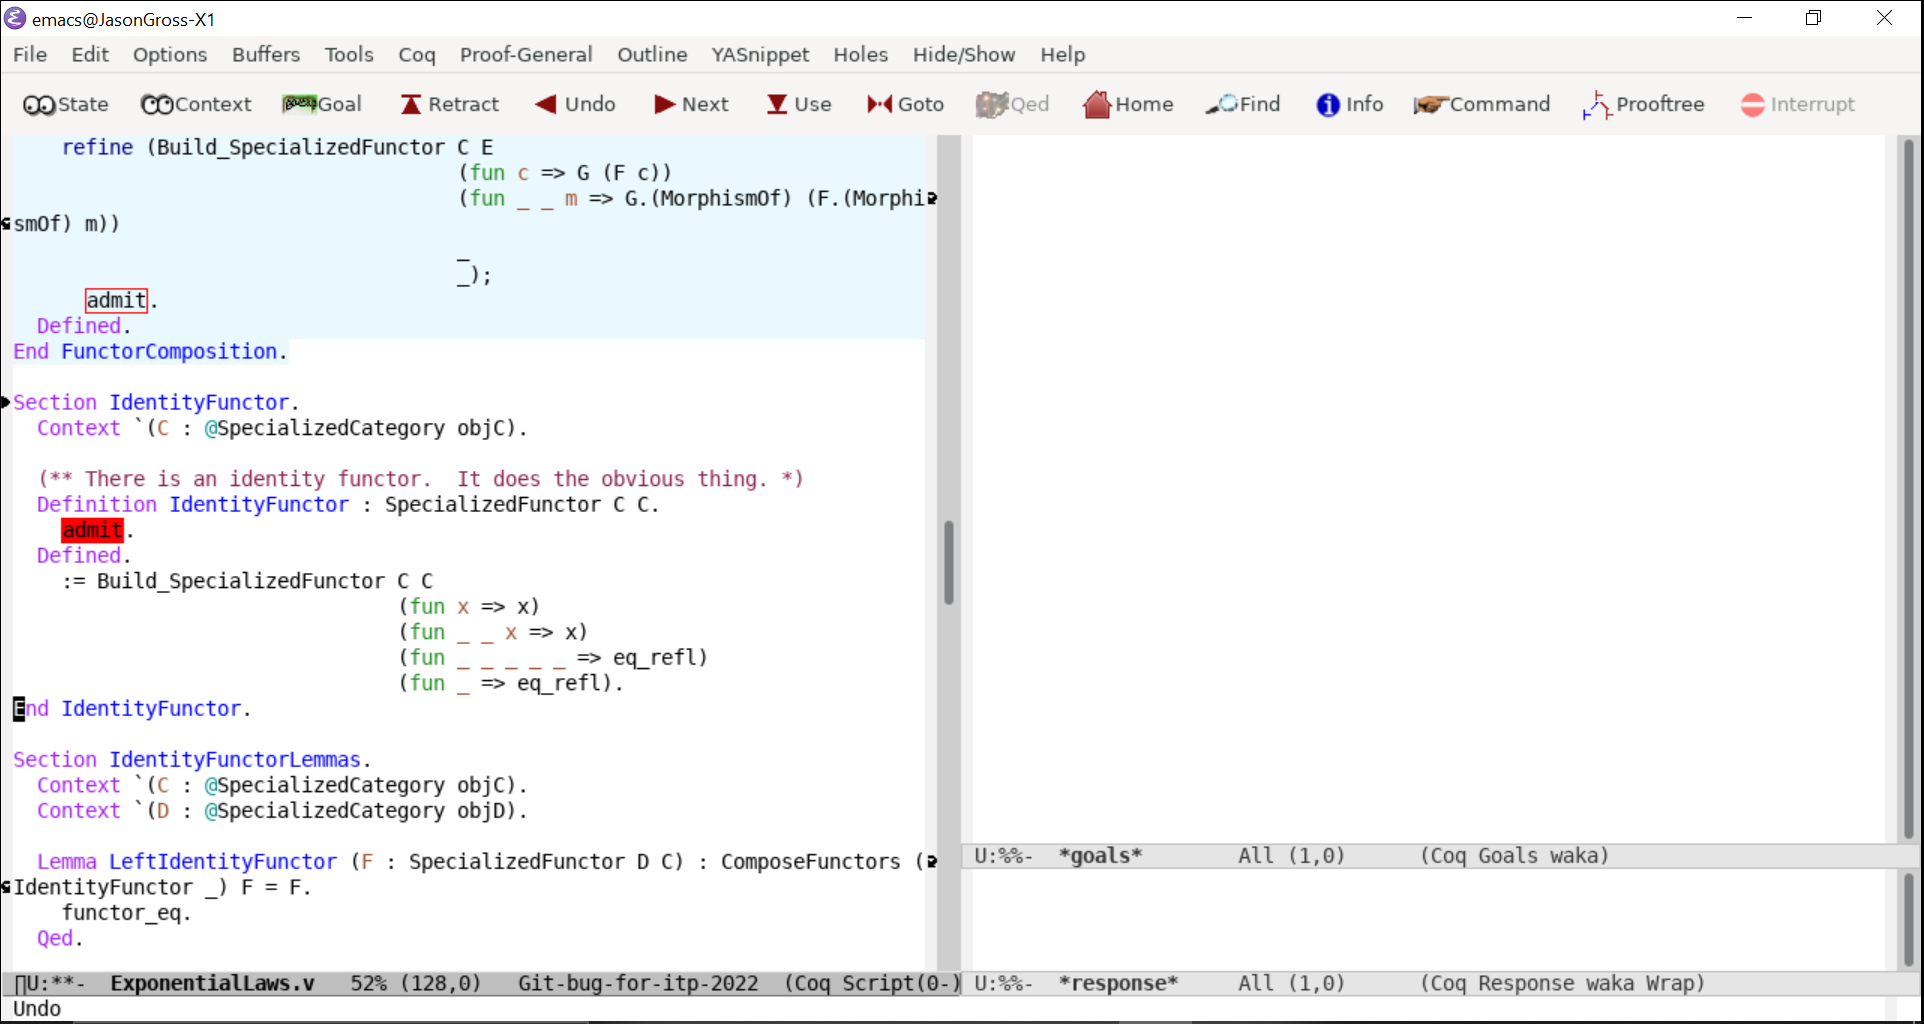 emacs@JasonGross-X1
File Edit Options Buffers Tools Coq Proof-General Outline YASnippet Holes Hide/Show Help
State Context Goal Retract Undo Next Use Goto Qed Home Find Info Command Prooftree Interrupt
refine (Build_SpecializedFunctor C E
(fun c => G (F c))
(fun _ _ m => G.(MorphismOf) (F.(Morphi
smOf) m))
_
_);
admit.
Defined.
End FunctorComposition.
Section IdentityFunctor.
Context `(C : @SpecializedCategory objC).
(** There is an identity functor.  It does the obvious thing. *)
Definition IdentityFunctor : SpecializedFunctor C C.
admit.
Defined.
:= Build_SpecializedFunctor C C
(fun x => x)
(fun _ _ x => x)
(fun _ _ _ _ _ => eq_refl)
(fun _ => eq_refl).
End IdentityFunctor.
Section IdentityFunctorLemmas.
Context `(C : @SpecializedCategory objC).
Context `(D : @SpecializedCategory objD).
Lemma LeftIdentityFunctor (F : SpecializedFunctor D C) : ComposeFunctors (
IdentityFunctor _) F = F.
functor_eq.
Qed.
U:**-  ExponentialLaws.v   52% (128,0)   Git-bug-for-itp-2022  (Coq Script(0-)
Undo
U:%%-  *goals*        All (1,0)      (Coq Goals waka)
U:%%-  *response*     All (1,0)      (Coq Response waka Wrap)